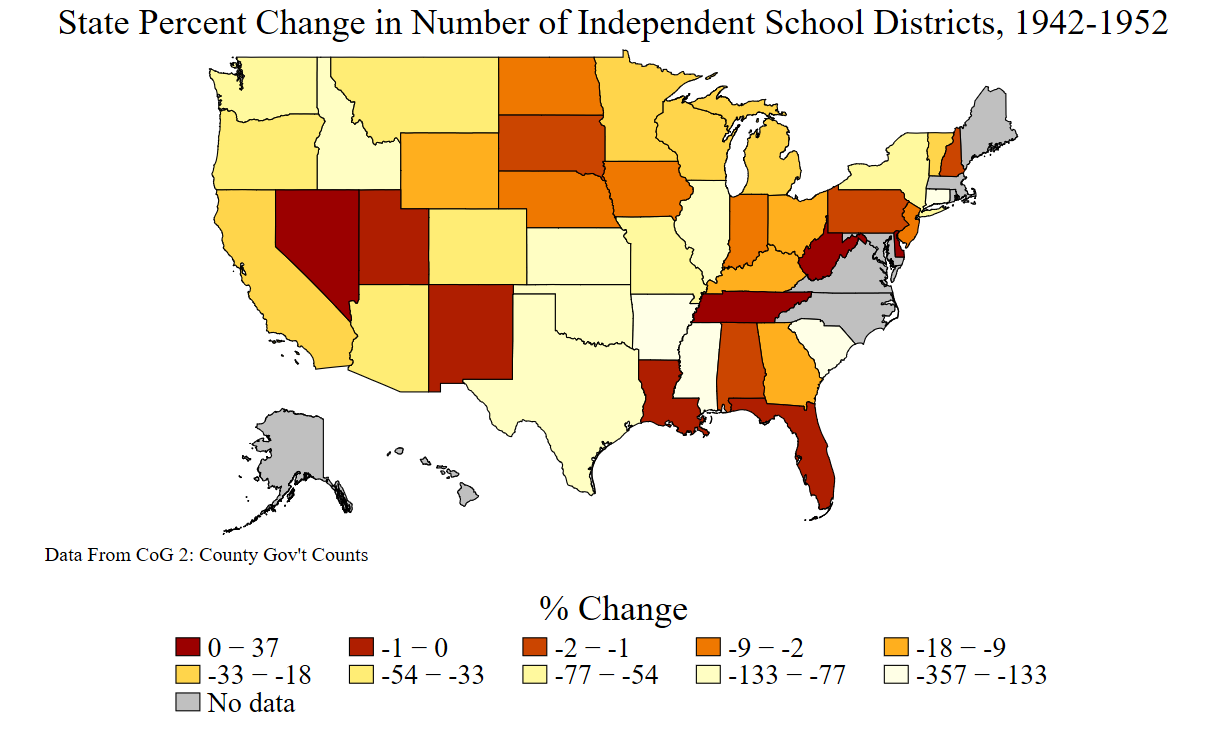 State Percent Change in Number of Independent School Districts, 1942-1952
Data From CoG 2: County Gov't Counts
% Change
0 − 37 -1 − 0 -2 − -1 -9 − -2 -18 − -9
-33 − -18 -54 − -33 -77 − -54 -133 − -77 -357 − -133
No data